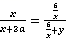 x/(x+3a) = (6/x)/(6/x + y)